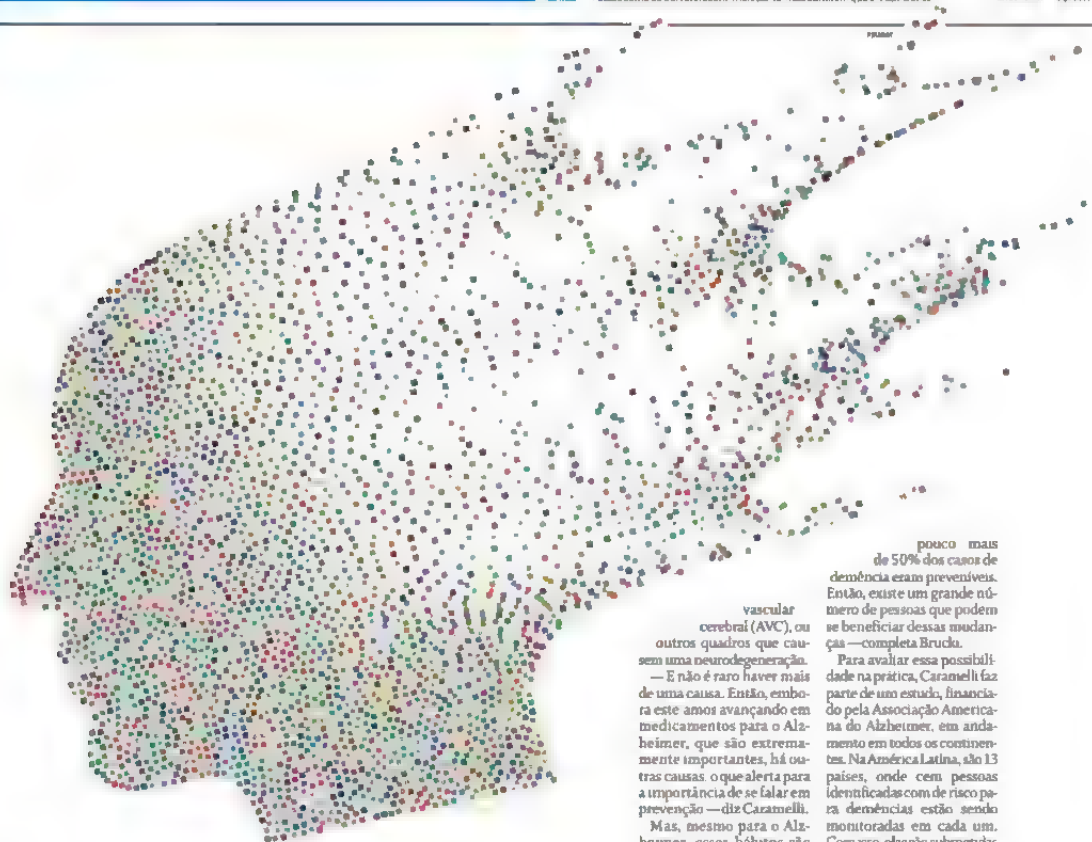 vascular
cerebral (AVC), ou
outros quadros que cau-
sem uma neurodegeneração.
— E não é raro haver mais
de uma causa. Então, embo-
ra estejamos avançando em
medicamentos para o Alz-
heimer, que são extrema-
mente importantes, há ou-
tras causas, o que alerta para
a importância de se falar em
prevenção —diz Caramelli.
Mas, mesmo para o Alz-
heimer, esses hábitos são
pouco mais
de 50% dos casos de
demência eram preveníveis.
Então, existe um grande nú-
mero de pessoas que podem
se beneficiar dessas mudan-
ças —completa Brucki.
Para avaliar essa possibili-
dade na prática, Caramelli faz
parte de um estudo, financia-
do pela Associação America-
na do Alzheimer, em anda-
mento em todos os continen-
tes. Na América Latina, são 13
países, onde cem pessoas
identificadas com de risco pa-
ra demências estão sendo
monitoradas em cada um.